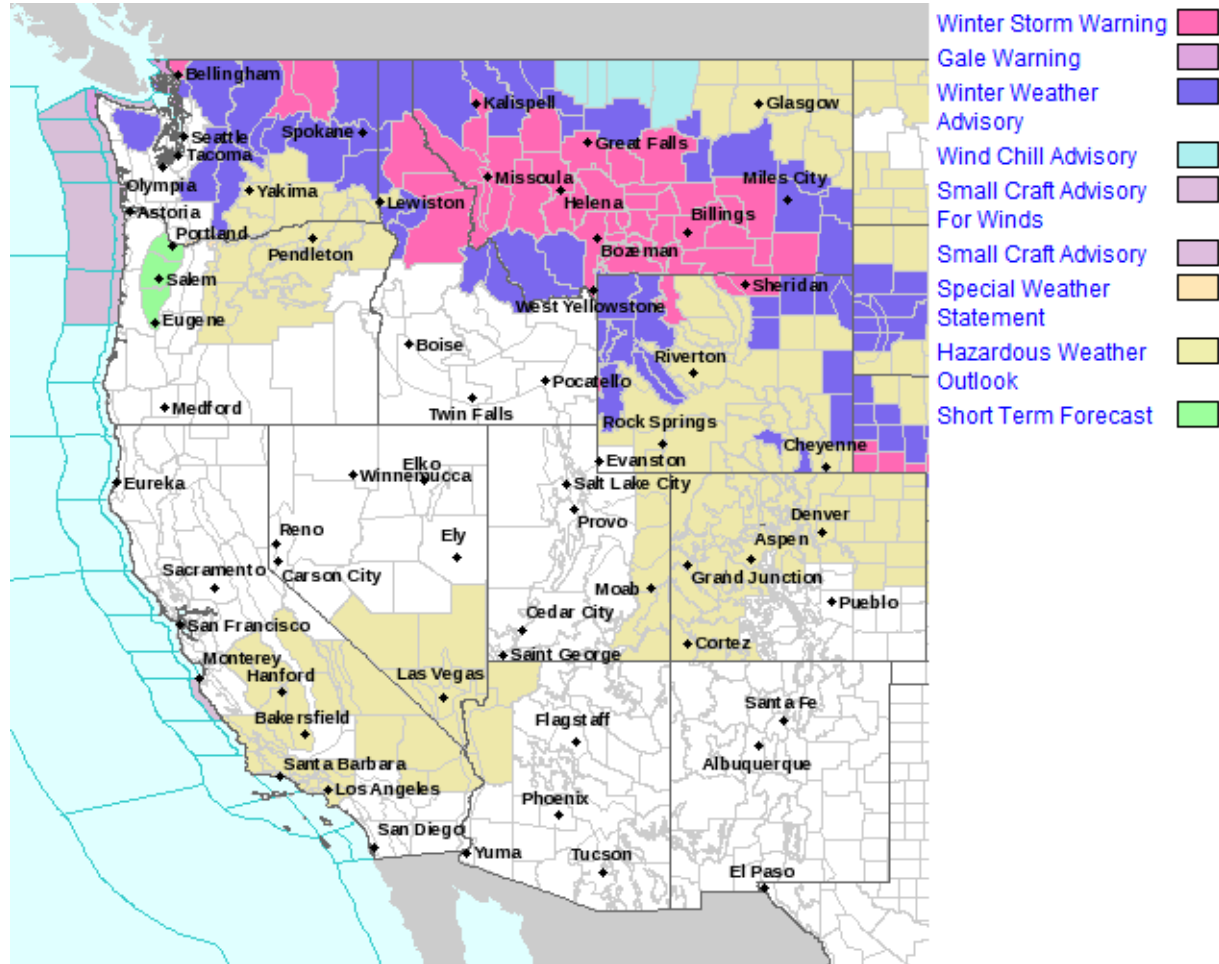 Winter Storm Warning
Gale Warning
Winter Weather
Advisory
Wind Chill Advisory
Small Craft Advisory
For Winds
Small Craft Advisory
Special Weather
Statement
Hazardous Weather
Outlook
Short Term Forecast
Bellingham
Kalispell
Glasgow
Seattle
Spokane
Great Falls
Tacoma
Olympia
Yakima
Missoula
Miles City
Lewiston
Helena
Astoria
Billings
Portland
Pendleton
Bozeman
Salem
Sheridan
West Yellowstone
Eugene
Boise
Riverton
Pocatello
Medford
Twin Falls
Rock Springs
Cheyenne
Elko
Evanston
Winnemucca
Eureka
Salt Lake City
Provo
Denver
Reno
Ely
Aspen
Sacramento
Carson City
Grand Junction
Moab
Pueblo
Cedar City
San Francisco
Cortez
Saint George
Monterey
Hanford
Las Vegas
Santa Fe
Bakersfield
Flagstaff
Albuquerque
Santa Barbara
Los Angeles
Phoenix
San Diego
Yuma
Tucson
El Paso